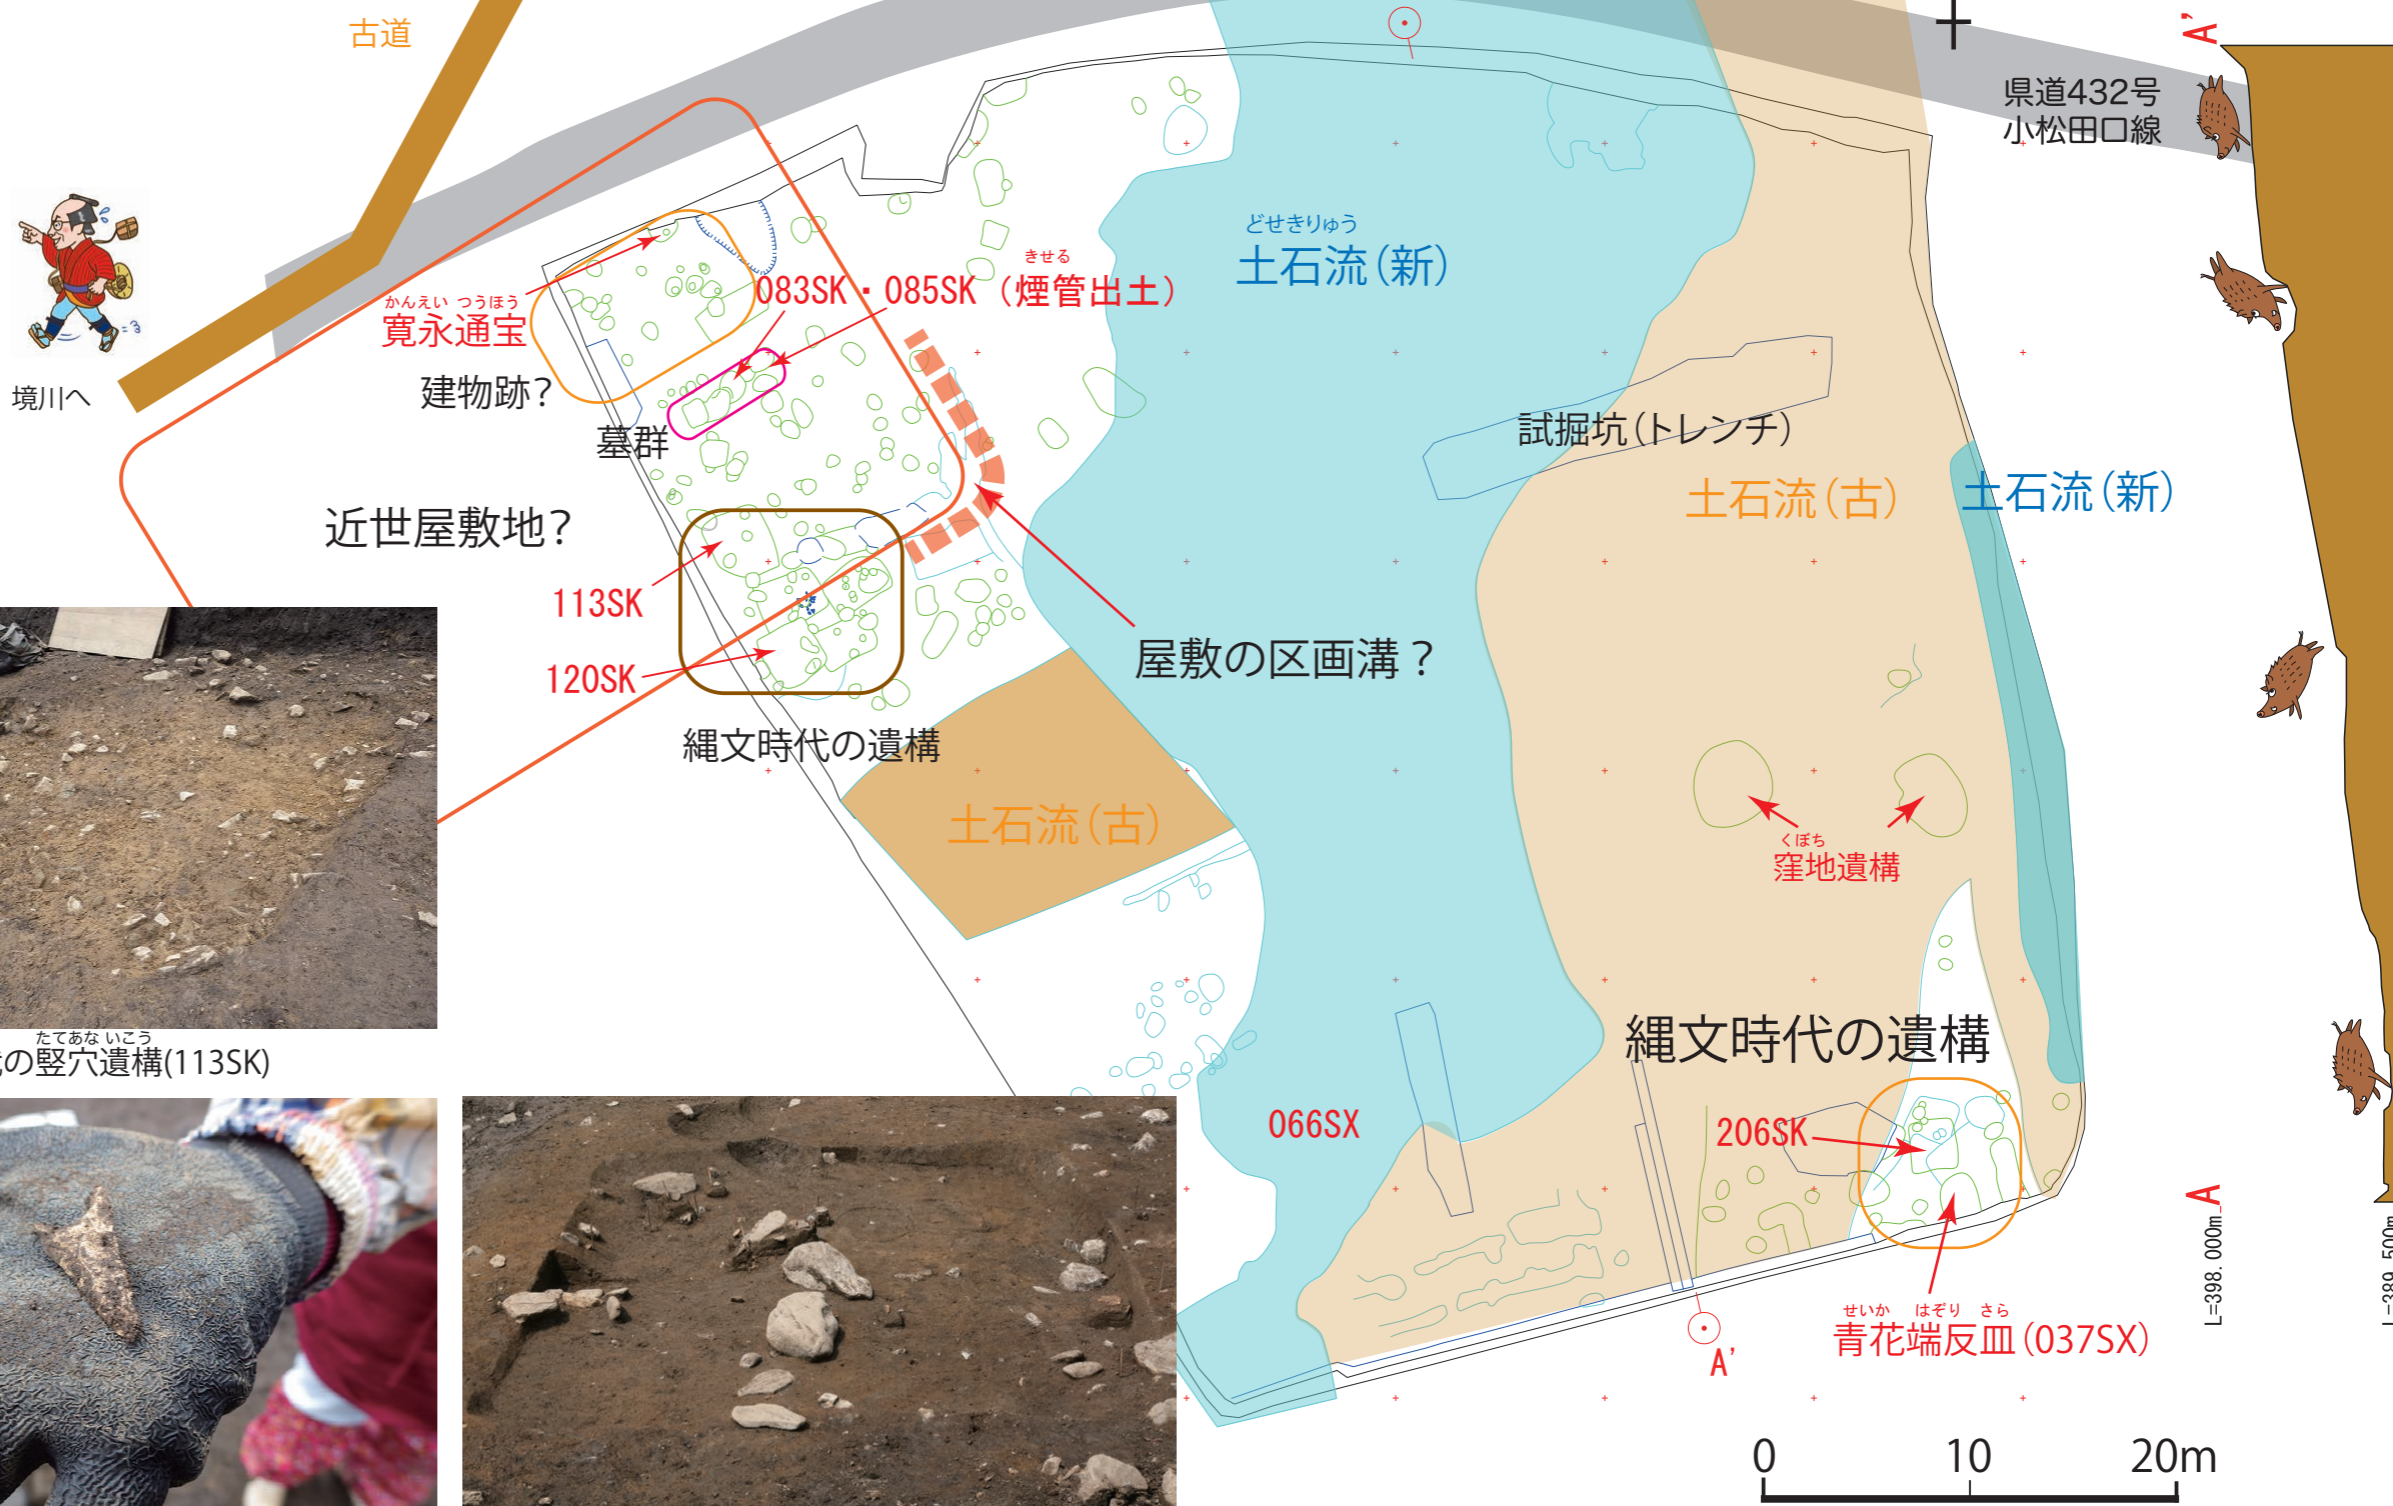 古道
県道432号
小松田口線
A'
どせきりゅう
土石流（新）
きせる
083SK・085SK（煙管出土）
かんえい つうほう
寛永通宝
境川へ
建物跡？
墓群
試掘坑（トレンチ）
土石流（古）
土石流（新）
近世屋敷地？
113SK
120SK
屋敷の区画溝？
縄文時代の遺構
土石流（古）
くぼち
窪地遺構
たてあな いこう
の竪穴遺構(113SK)
縄文時代の遺構
066SX
206SK
A
L=398.000m
L=389.500m
せいか はぞり さら
青花端反皿（037SX）
A'
0 10 20m